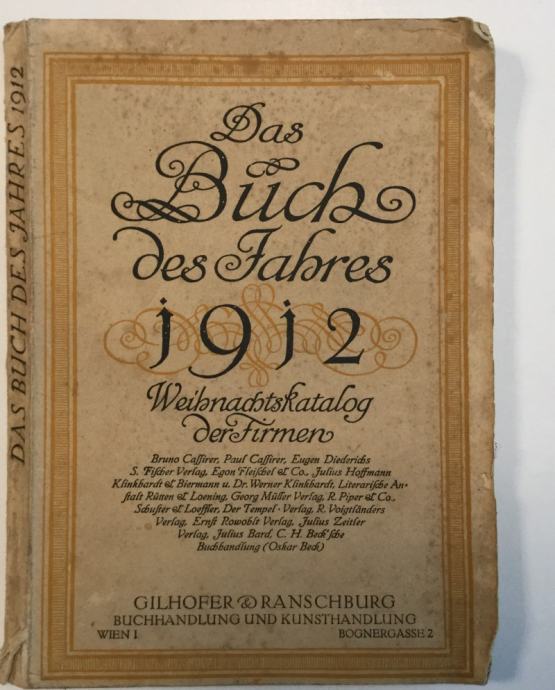 DAS BUCH DES JAHRES 1912
Das
Buch
des Jahres
1912
Weihnachtskatalog
der Firmen
Bruno Caſſirer, Paul Caſſirer, Eugen Diederichs
S. Fiſcher Verlag, Egon Fleiſchel & Co., Julius Hoffmann
Klinkhardt & Biermann u. Dr. Werner Klinkhardt, Literariſche An-
ſtalt Rütten & Loening, Georg Müller Verlag, R. Piper & Co.,
Schuſter & Loeffler, Der Tempel-Verlag, R. Voigtländers
Verlag, Ernſt Rowohlt Verlag, Julius Zeitler
Verlag, Julius Bard, C. H. Beck'ſche
Buchhandlung (Oskar Beck)
GILHOFER & RANSCHBURG
BUCHHANDLUNG UND KUNSTHANDLUNG
WIEN I BOGNERGASSE 2